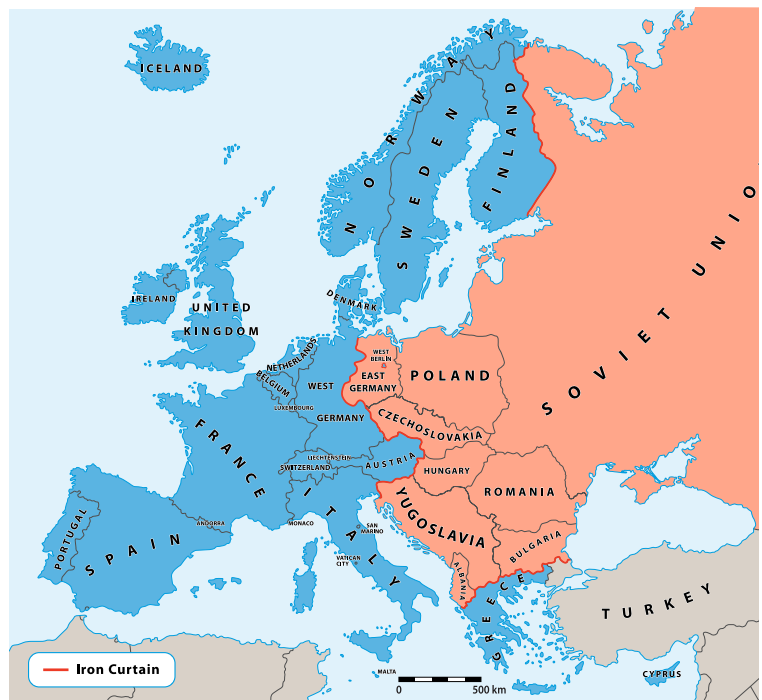 ICELAND
NORWAY
SWEDEN
FINLAND
SOVIET UNIO
IRELAND
UNITED
KINGDOM
DENMARK
NETHERLANDS
BELGIUM
LUXEMBOURG
WEST
GERMANY
WEST
BERLIN
EAST
GERMANY
POLAND
CZECHOSLOVAKIA
FRANCE
LIECHTENSTEIN
SWITZERLAND
AUSTRIA
HUNGARY
ROMANIA
YUGOSLAVIA
BULGARIA
ALBANIA
ITALY
SAN
MARINO
VATICAN
CITY
MONACO
ANDORRA
PORTUGAL
SPAIN
GREECE
TURKEY
CYPRUS
MALTA
Iron Curtain
0 500 km